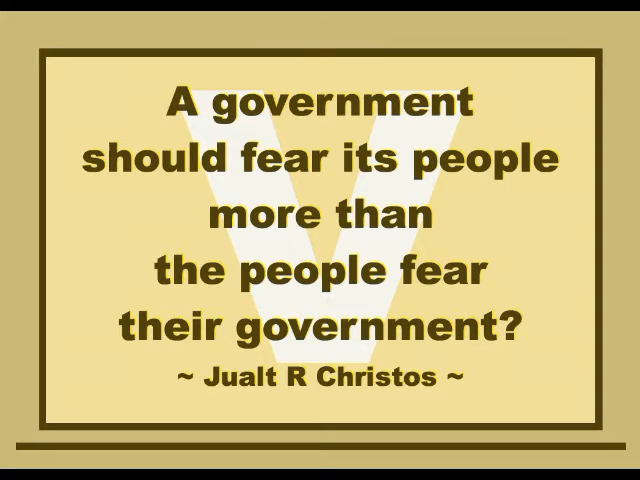 A government
should fear its people
more than
the people fear
their government?
~ Jualt R Christos ~
V